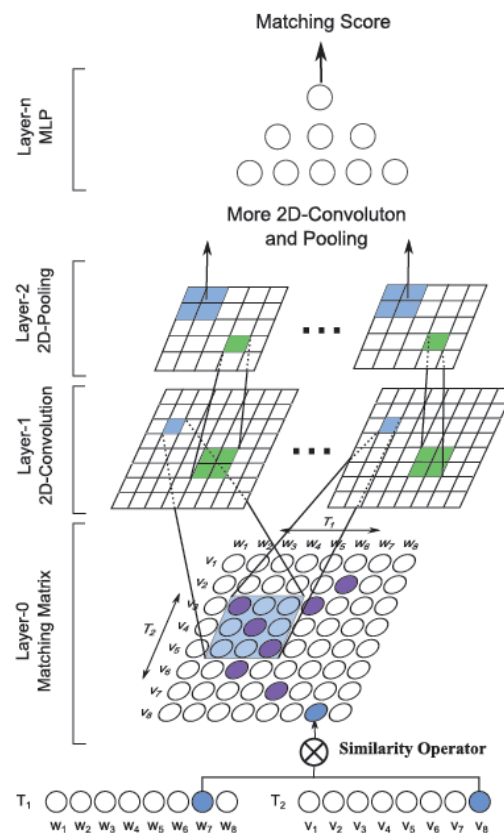 Matching Score
Layer-n
MLP
More 2D-Convoluton
and Pooling
Layer-2
2D-Pooling
...
Layer-1
2D-Convolution
...
T1
w1 w2 w3 w4 w5 w6 w7 w8
Layer-0
Matching Matrix
T2
v1
v2
v3
v4
v5
v6
v7
v8
Similarity Operator
T1
w1 w2 w3 w4 w5 w6 w7 w8
T2
v1 v2 v3 v4 v5 v6 v7 v8